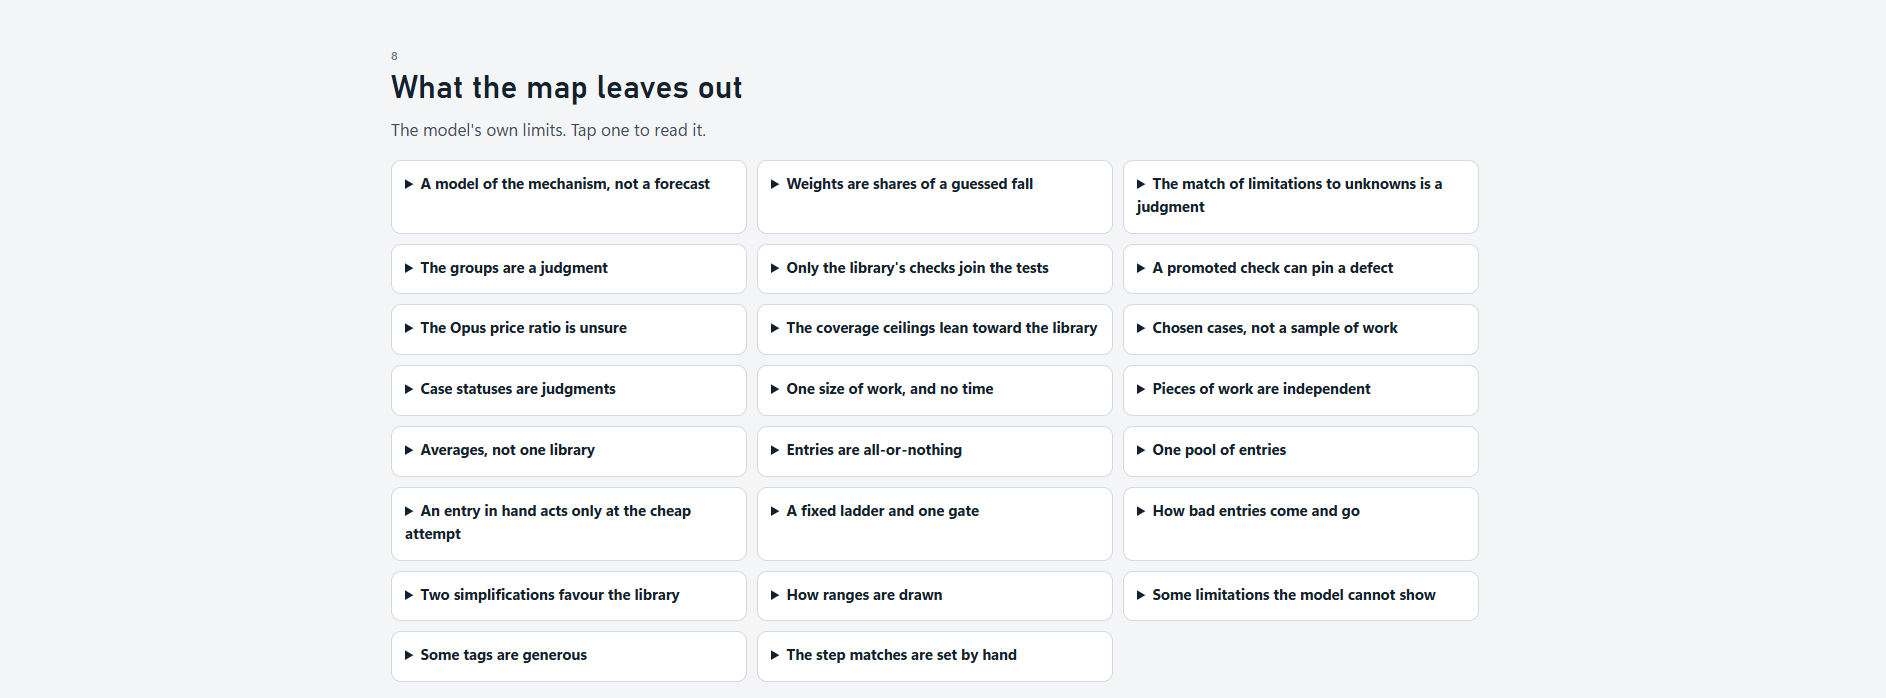 8
What the map leaves out
The model's own limits. Tap one to read it.
A model of the mechanism, not a forecast
Weights are shares of a guessed fall
The match of limitations to unknowns is a
judgment
The groups are a judgment
Only the library's checks join the tests
A promoted check can pin a defect
The Opus price ratio is unsure
The coverage ceilings lean toward the library
Chosen cases, not a sample of work
Case statuses are judgments
One size of work, and no time
Pieces of work are independent
Averages, not one library
Entries are all-or-nothing
One pool of entries
An entry in hand acts only at the cheap
attempt
A fixed ladder and one gate
How bad entries come and go
Two simplifications favour the library
How ranges are drawn
Some limitations the model cannot show
Some tags are generous
The step matches are set by hand